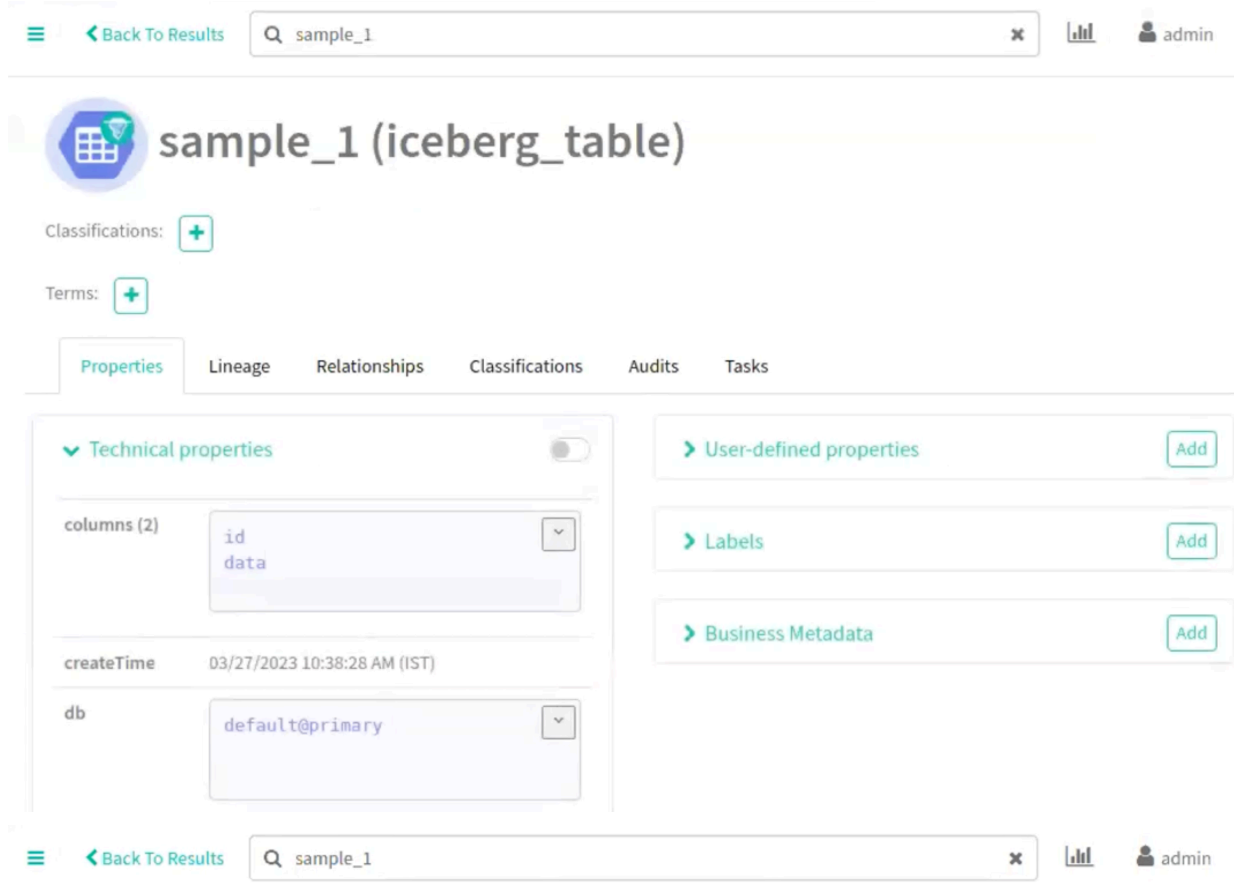 Back To Results sample_1 admin
sample_1 (iceberg_table)
Classifications:
Terms:
Properties Lineage Relationships Classifications Audits Tasks
Technical properties
columns (2)
id
data
createTime 03/27/2023 10:38:28 AM (IST)
db
default@primary
User-defined properties Add
Labels Add
Business Metadata Add
Back To Results sample_1 admin